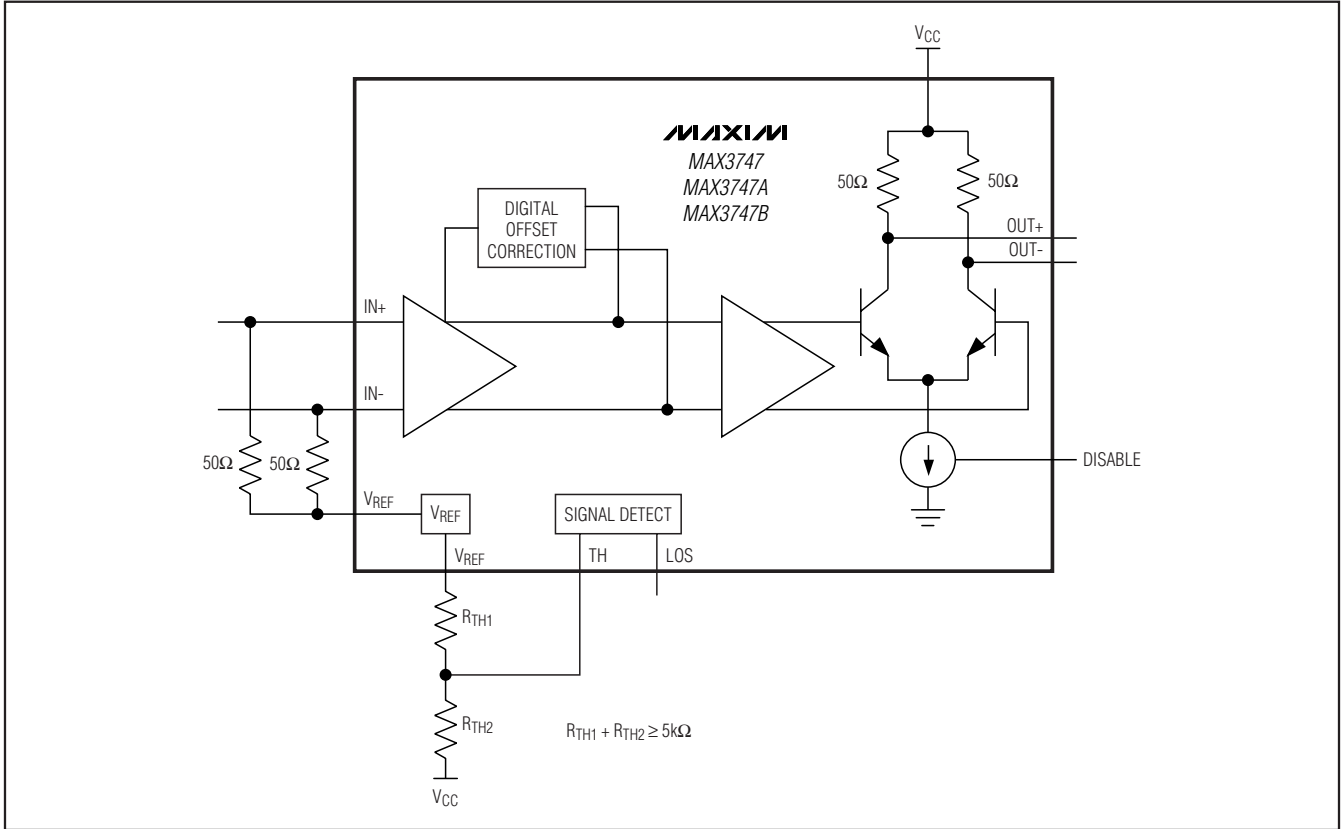 VCC
MAXIM
MAX3747
MAX3747A
MAX3747B
50Ω
50Ω
DIGITAL
OFFSET
CORRECTION
OUT+
OUT-
IN+
IN-
50Ω
50Ω
VREF
VREF
SIGNAL DETECT
DISABLE
VREF
TH
LOS
RTH1
RTH2
RTH1 + RTH2 ≥ 5kΩ
VCC